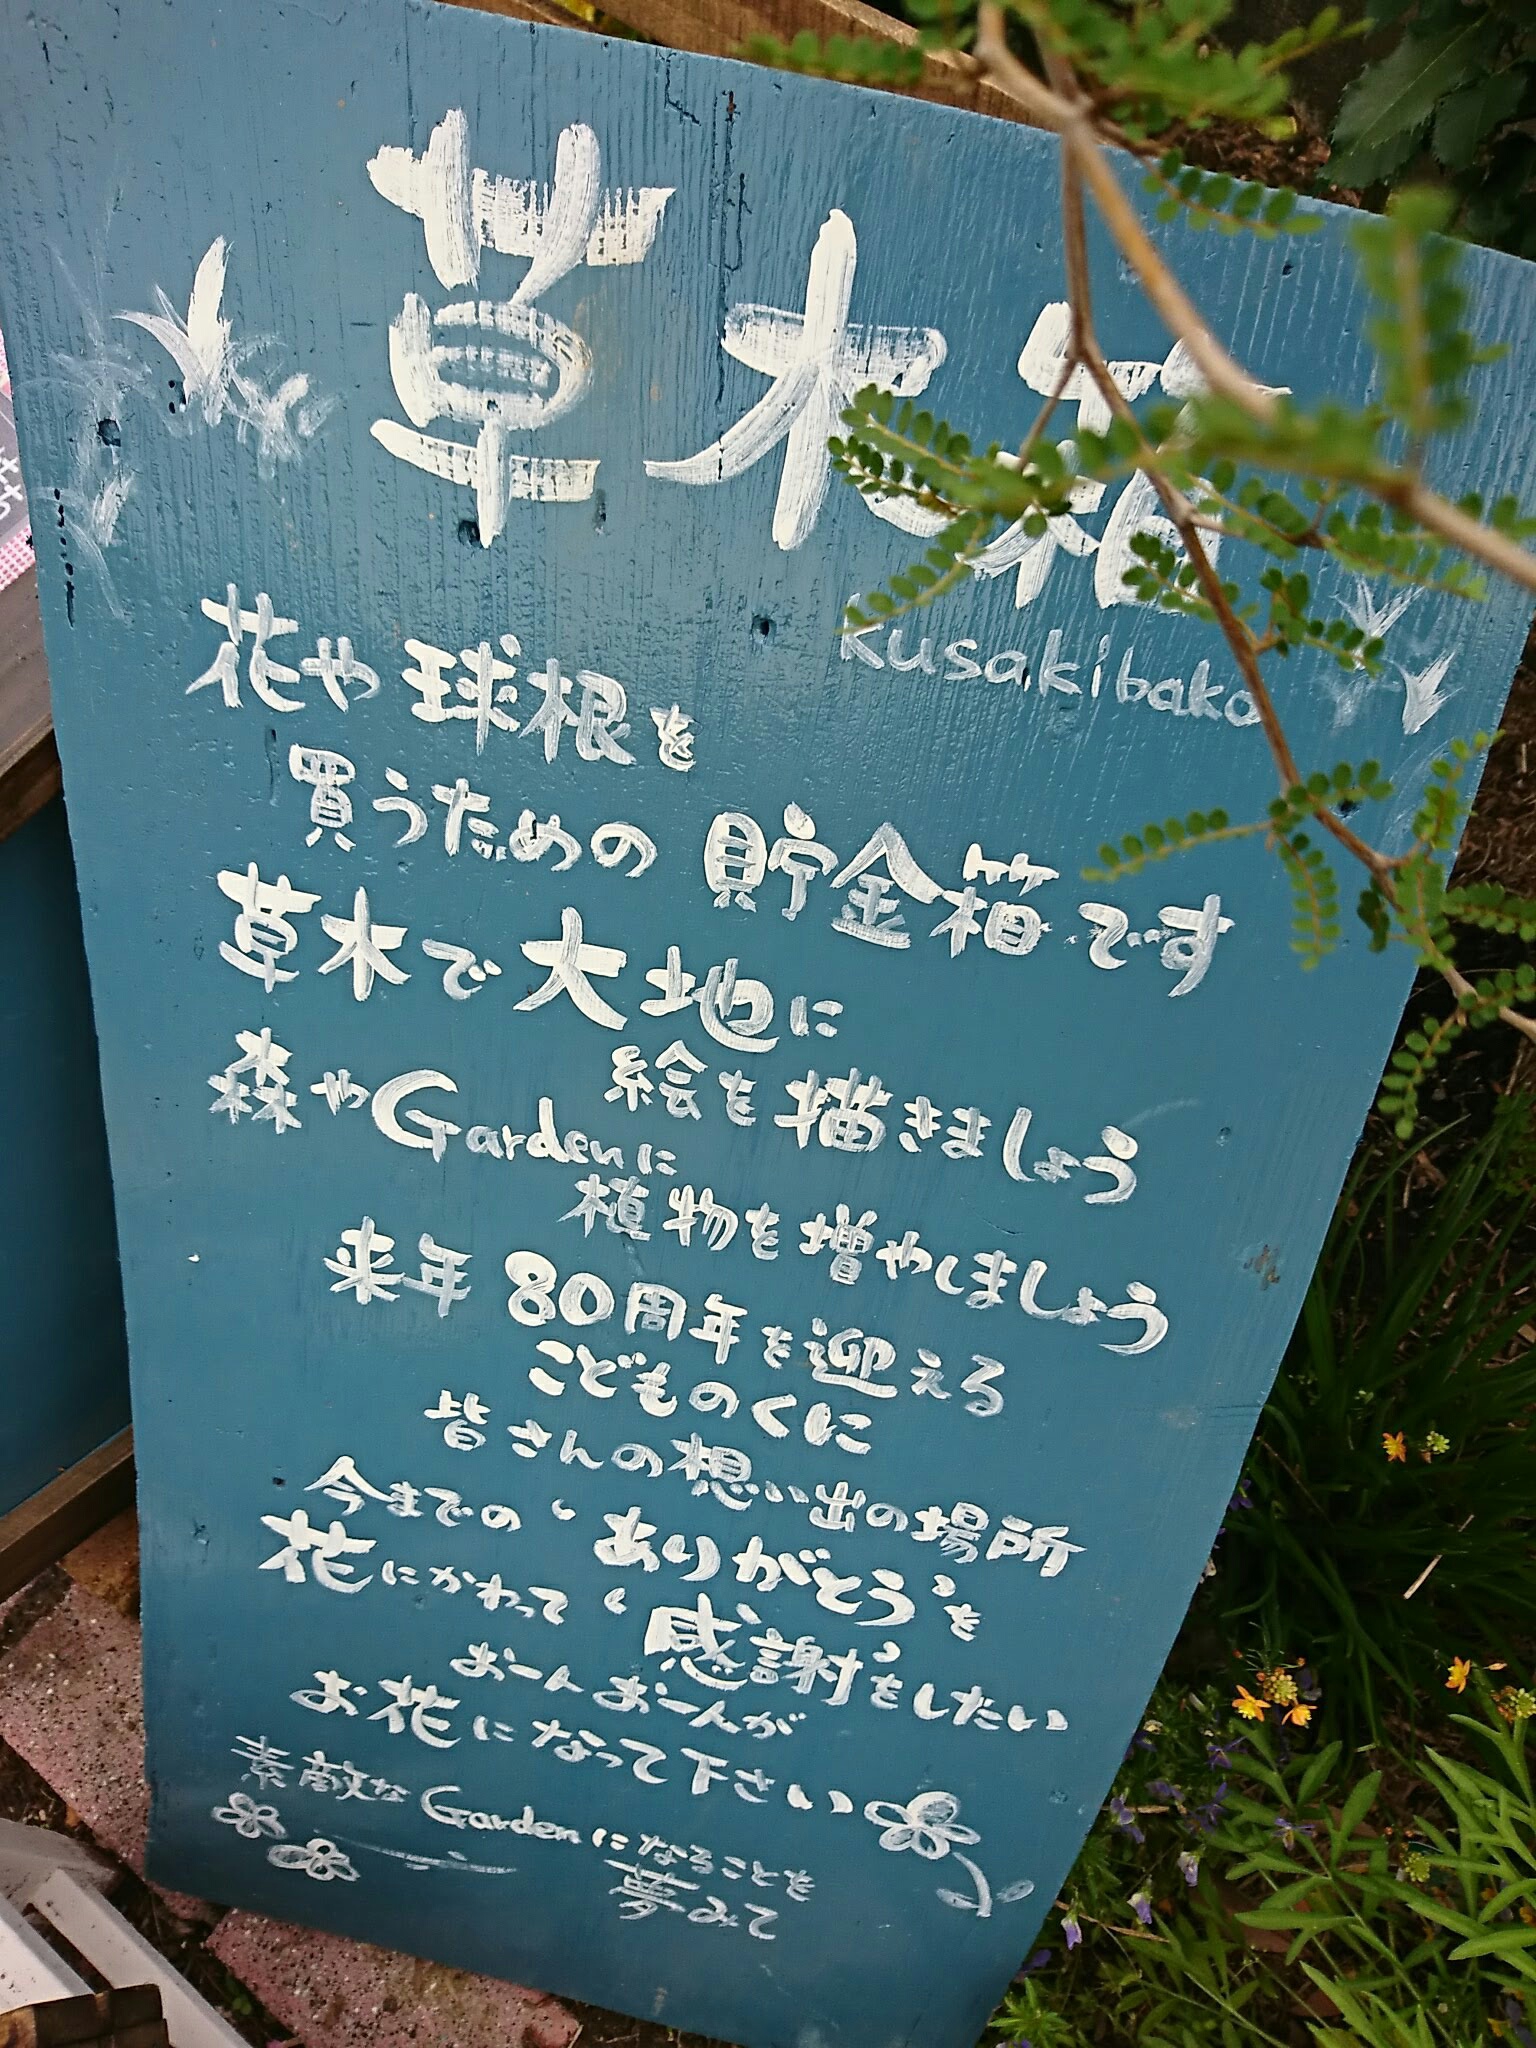 草木箱
kusakibako
花や球根を
買うための貯金箱です
草木で大地に
絵を描きましょう
森やGardenに
植物を増やしましょう
来年80周年を迎える
こどものくに
皆さんの想い出の場所
今までの“ありがとう”を
花にかわって“感謝”をしたい
お一人お一人が
お花になって下さい
素敵なGardenになることを
夢みて